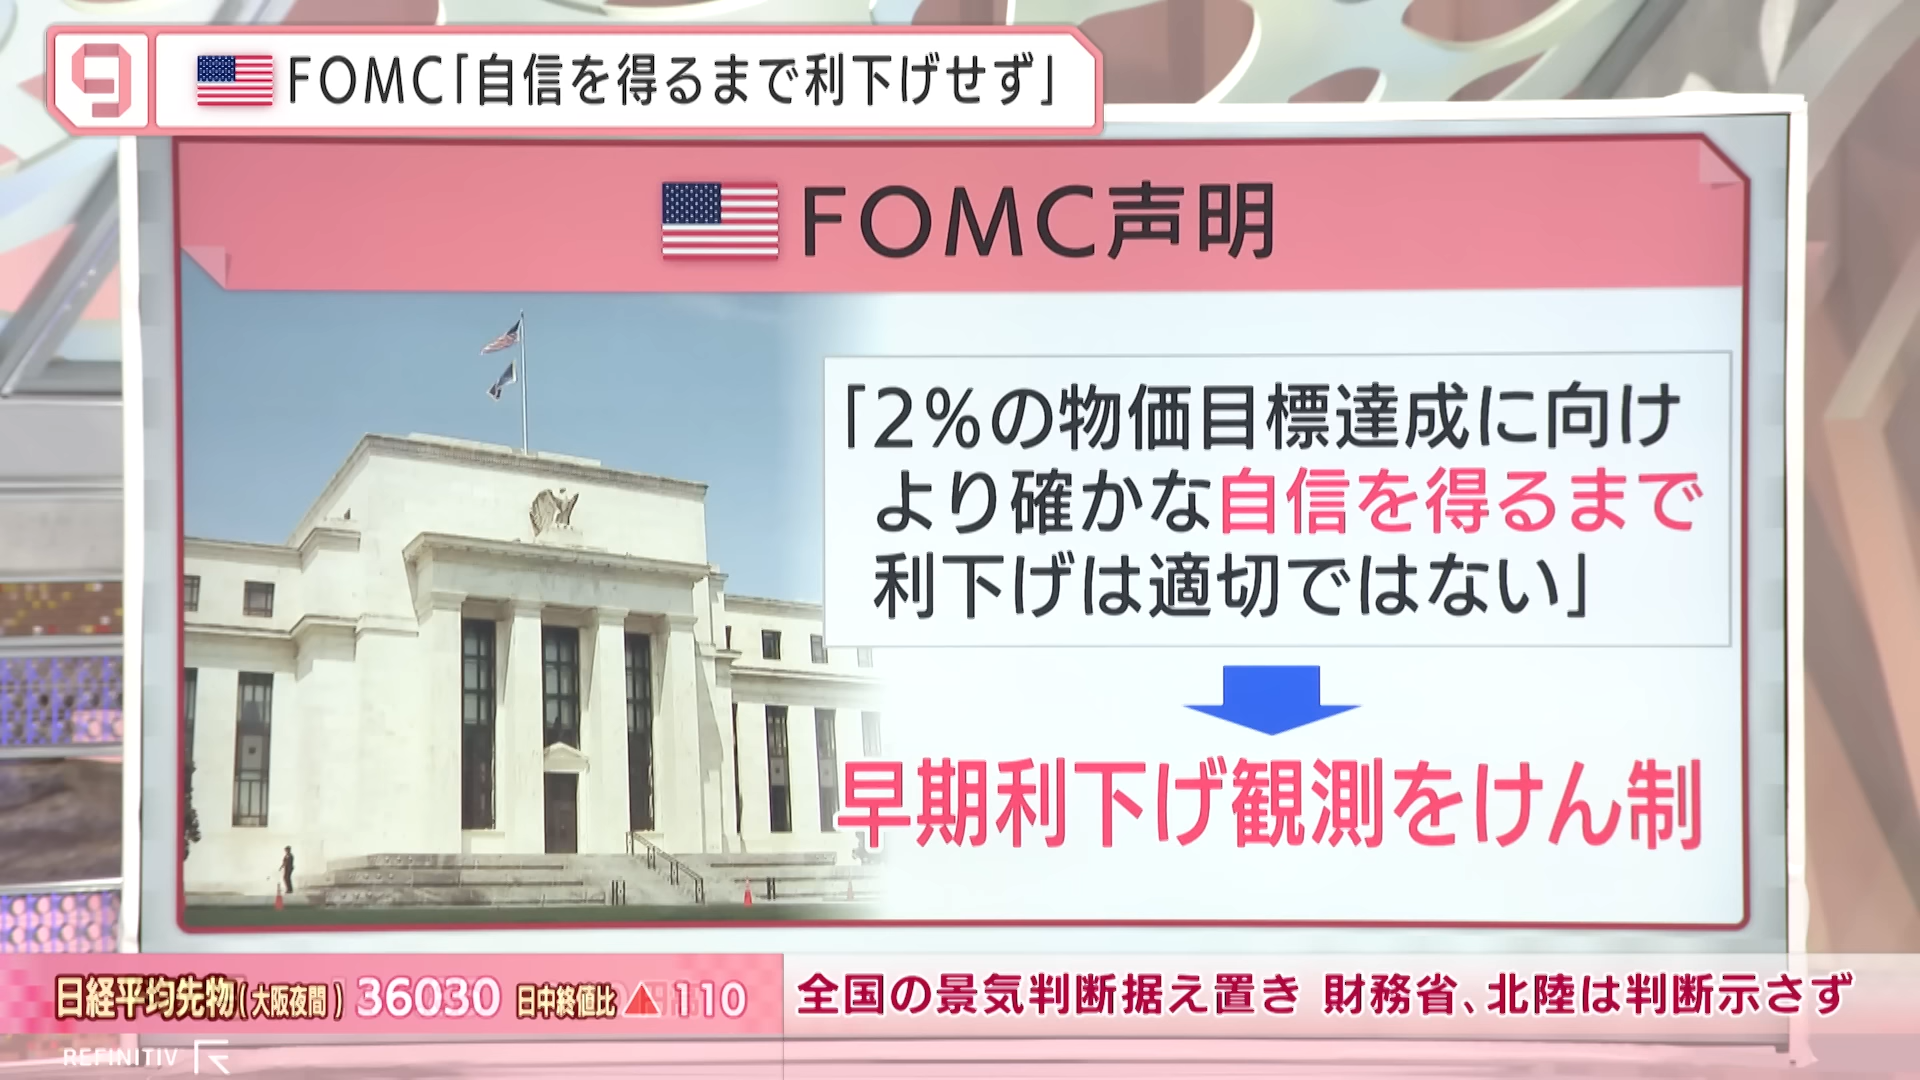 9
FOMC「自信を得るまで利下げせず」
FOMC声明
「2%の物価目標達成に向け
より確かな自信を得るまで
利下げは適切ではない」
早期利下げ観測をけん制
日経平均先物(大阪夜間) 36030 日中終値比▲110
全国の景気判断据え置き 財務省、北陸は判断示さず
REFINITIV